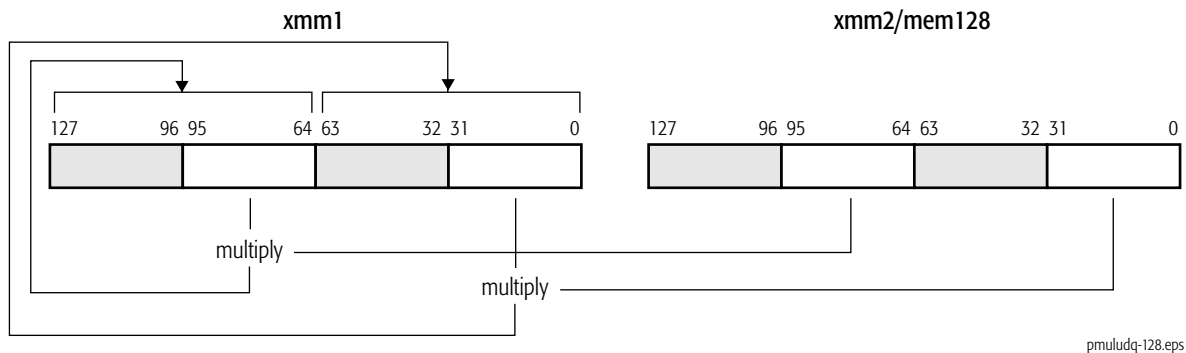 xmm1 xmm2/mem128
127 96 95 64 63 32 31 0 127 96 95 64 63 32 31 0
multiply
multiply
pmuludq-128.eps